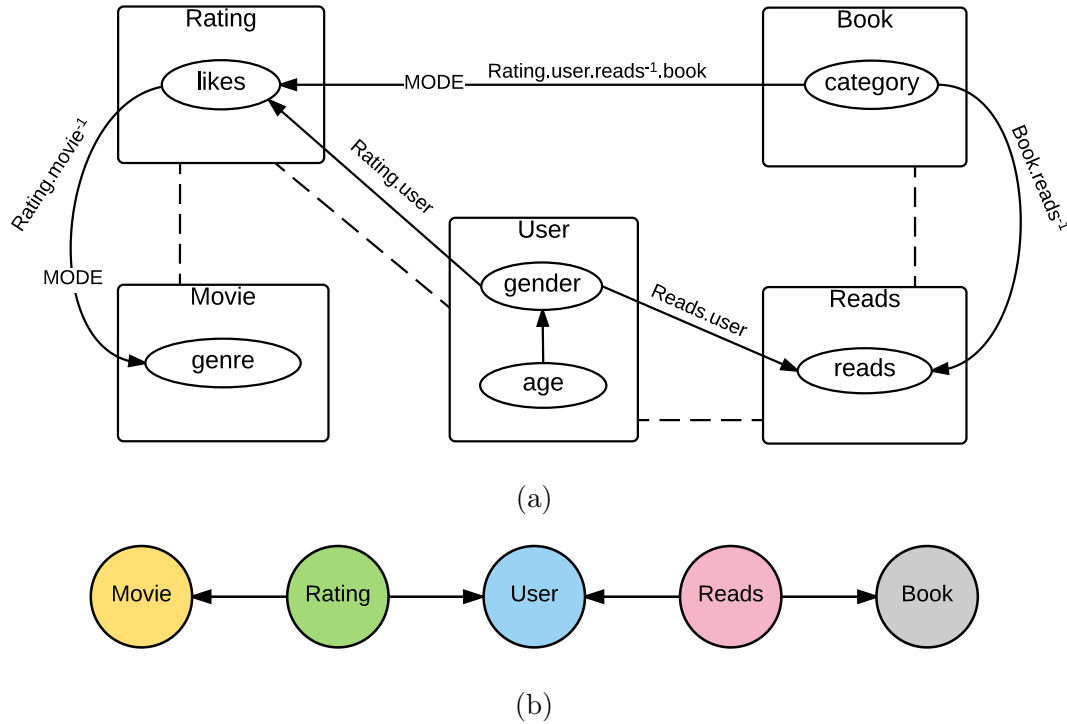 Rating
Book
likes
MODE
Rating.user.reads⁻¹.book
category
Rating.movie⁻¹
Rating.user
Book.reads⁻¹
User
MODE
Movie
gender
Reads.user
Reads
genre
age
reads
(a)
Movie
Rating
User
Reads
Book
(b)